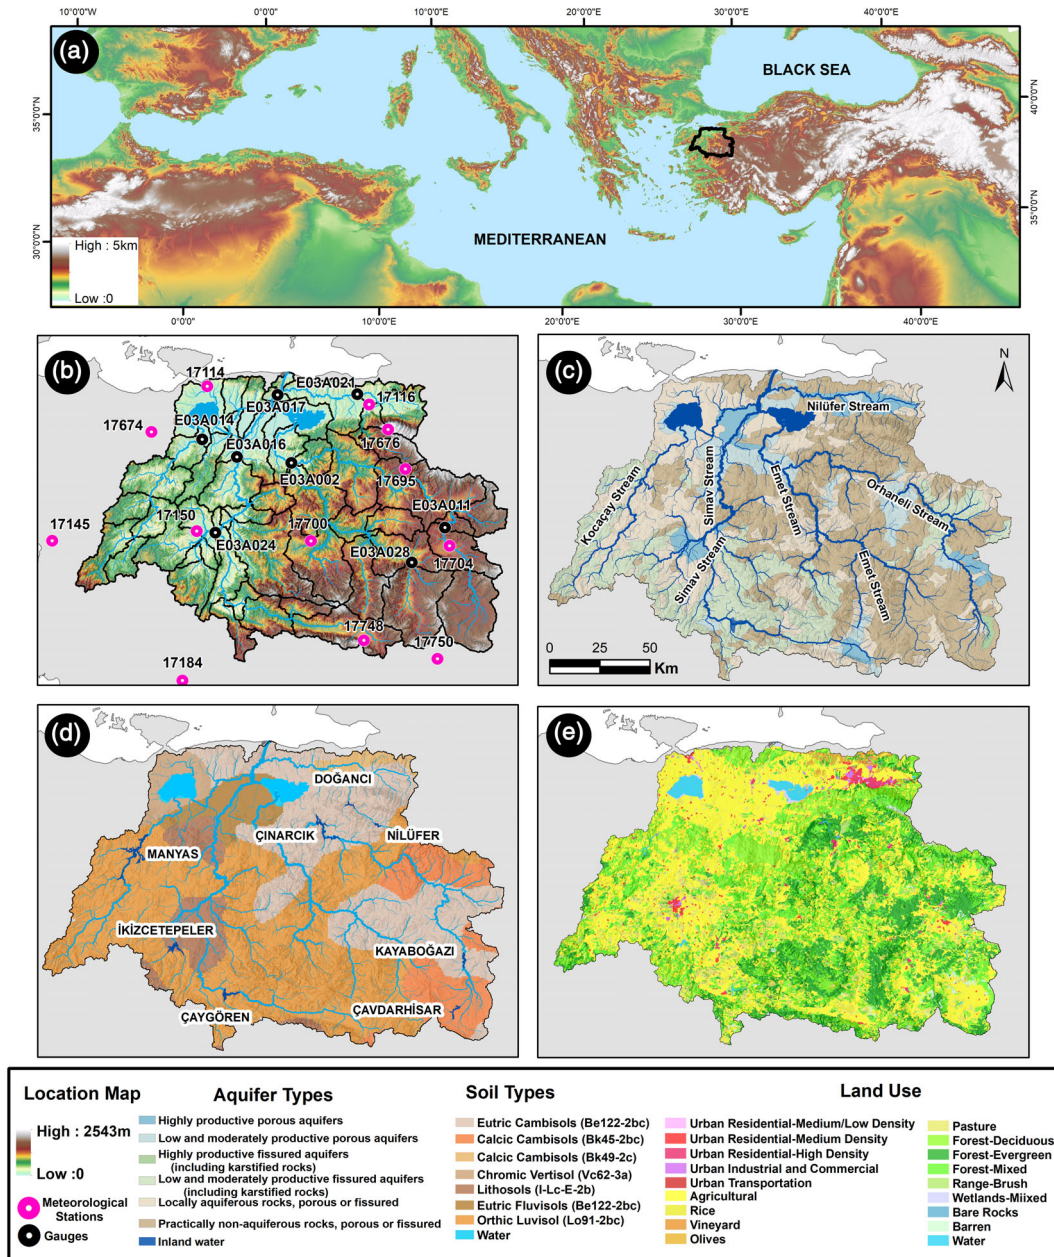 10°0'0"W
0°0'0"
10°0'0"E
20°0'0"E
30°0'0"E
40°0'0"E
(a)
BLACK SEA
MEDITERRANEAN
35°0'0"N
30°0'0"N
40°0'0"N
35°0'0"N
High : 5km
Low :0
0°0'0"
10°0'0"E
20°0'0"E
30°0'0"E
40°0'0"E
(b)
17114
E03A021
17116
E03A017
E03A014
17674
17676
E03A016
E03A002
17695
E03A011
17145
17150
17700
E03A024
E03A028
17704
17748
17750
17184
(c)
N
Nilüfer Stream
Kocaçay Stream
Simav Stream
Emet Stream
Orhaneli Stream
Simav Stream
Emet Stream
0 25 50
Km
(d)
DOĞANCI
ÇINARCIK
NİLÜFER
MANYAS
İKİZCETEPELER
KAYABOĞAZI
ÇAYGÖREN
ÇAVDARHİSAR
(e)
Location Map
High : 2543m
Low :0
Meteorological
Stations
Gauges
Aquifer Types
Highly productive porous aquifers
Low and moderately productive porous aquifers
Highly productive fissured aquifers
(including karstified rocks)
Low and moderately productive fissured aquifers
(including karstified rocks)
Locally aquiferous rocks, porous or fissured
Practically non-aquiferous rocks, porous or fissured
Inland water
Soil Types
Eutric Cambisols (Be122-2bc)
Calcic Cambisols (Bk45-2bc)
Calcic Cambisols (Bk49-2c)
Chromic Vertisol (Vc62-3a)
Lithosols (I-Lc-E-2b)
Eutric Fluvisols (Be122-2bc)
Orthic Luvisol (Lo91-2bc)
Water
Land Use
Urban Residential-Medium/Low Density
Urban Residential-Medium Density
Urban Residential-High Density
Urban Industrial and Commercial
Urban Transportation
Agricultural
Rice
Vineyard
Olives
Pasture
Forest-Deciduous
Forest-Evergreen
Forest-Mixed
Range-Brush
Wetlands-Miixed
Bare Rocks
Barren
Water